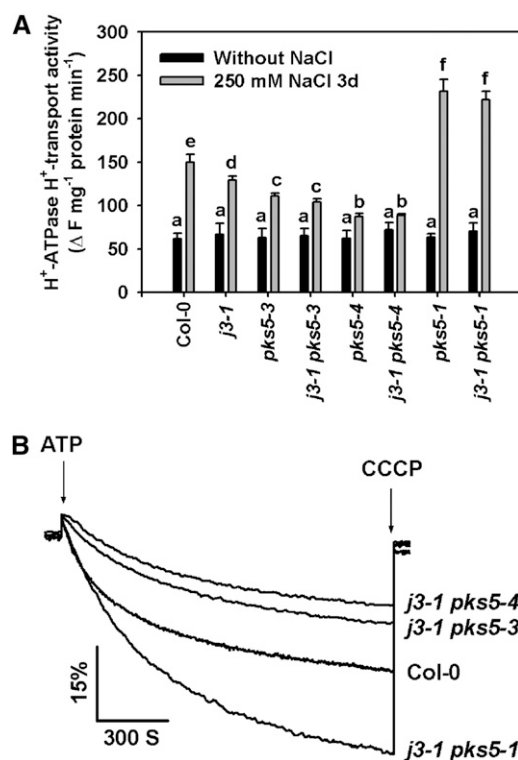 A
H⁺-ATPase H⁺-transport activity
(Δ F mg⁻¹ protein min⁻¹)
300
250
200
150
100
50
0
Without NaCl
250 mM NaCl 3d
a e a d a c a c a b a b a f a f
Col-0
j3-1
pks5-3
j3-1 pks5-3
pks5-4
j3-1 pks5-4
pks5-1
j3-1 pks5-1
B
ATP
CCCP
j3-1 pks5-4
j3-1 pks5-3
Col-0
j3-1 pks5-1
15%
300 S